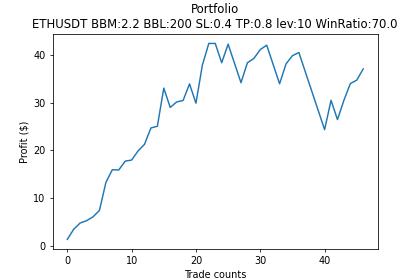 Portfolio
ETHUSDT BBM:2.2 BBL:200 SL:0.4 TP:0.8 lev:10 WinRatio:70.0
40
30
20
10
0
Profit ($)
0 10 20 30 40
Trade counts